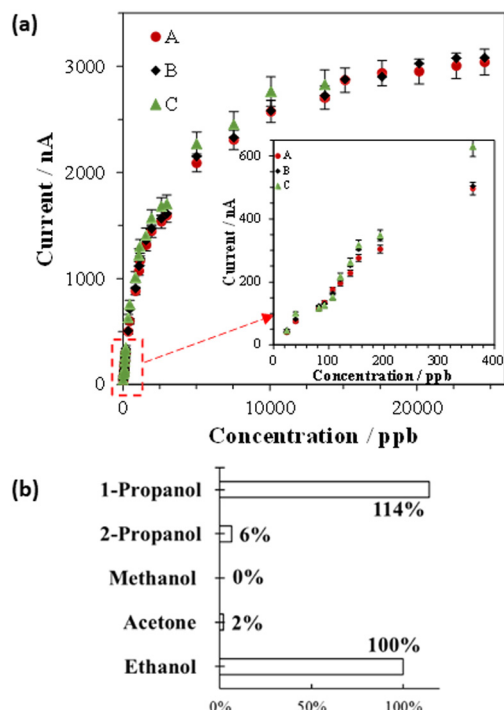 (a)
A
B
C
3000
2000
1000
0
Current / nA
0
10000
20000
Concentration / ppb
A
B
C
600
400
200
0
Current / nA
0
100
200
300
400
Concentration / ppb
(b)
1-Propanol
114%
2-Propanol
6%
Methanol
0%
Acetone
2%
Ethanol
100%
0%
50%
100%